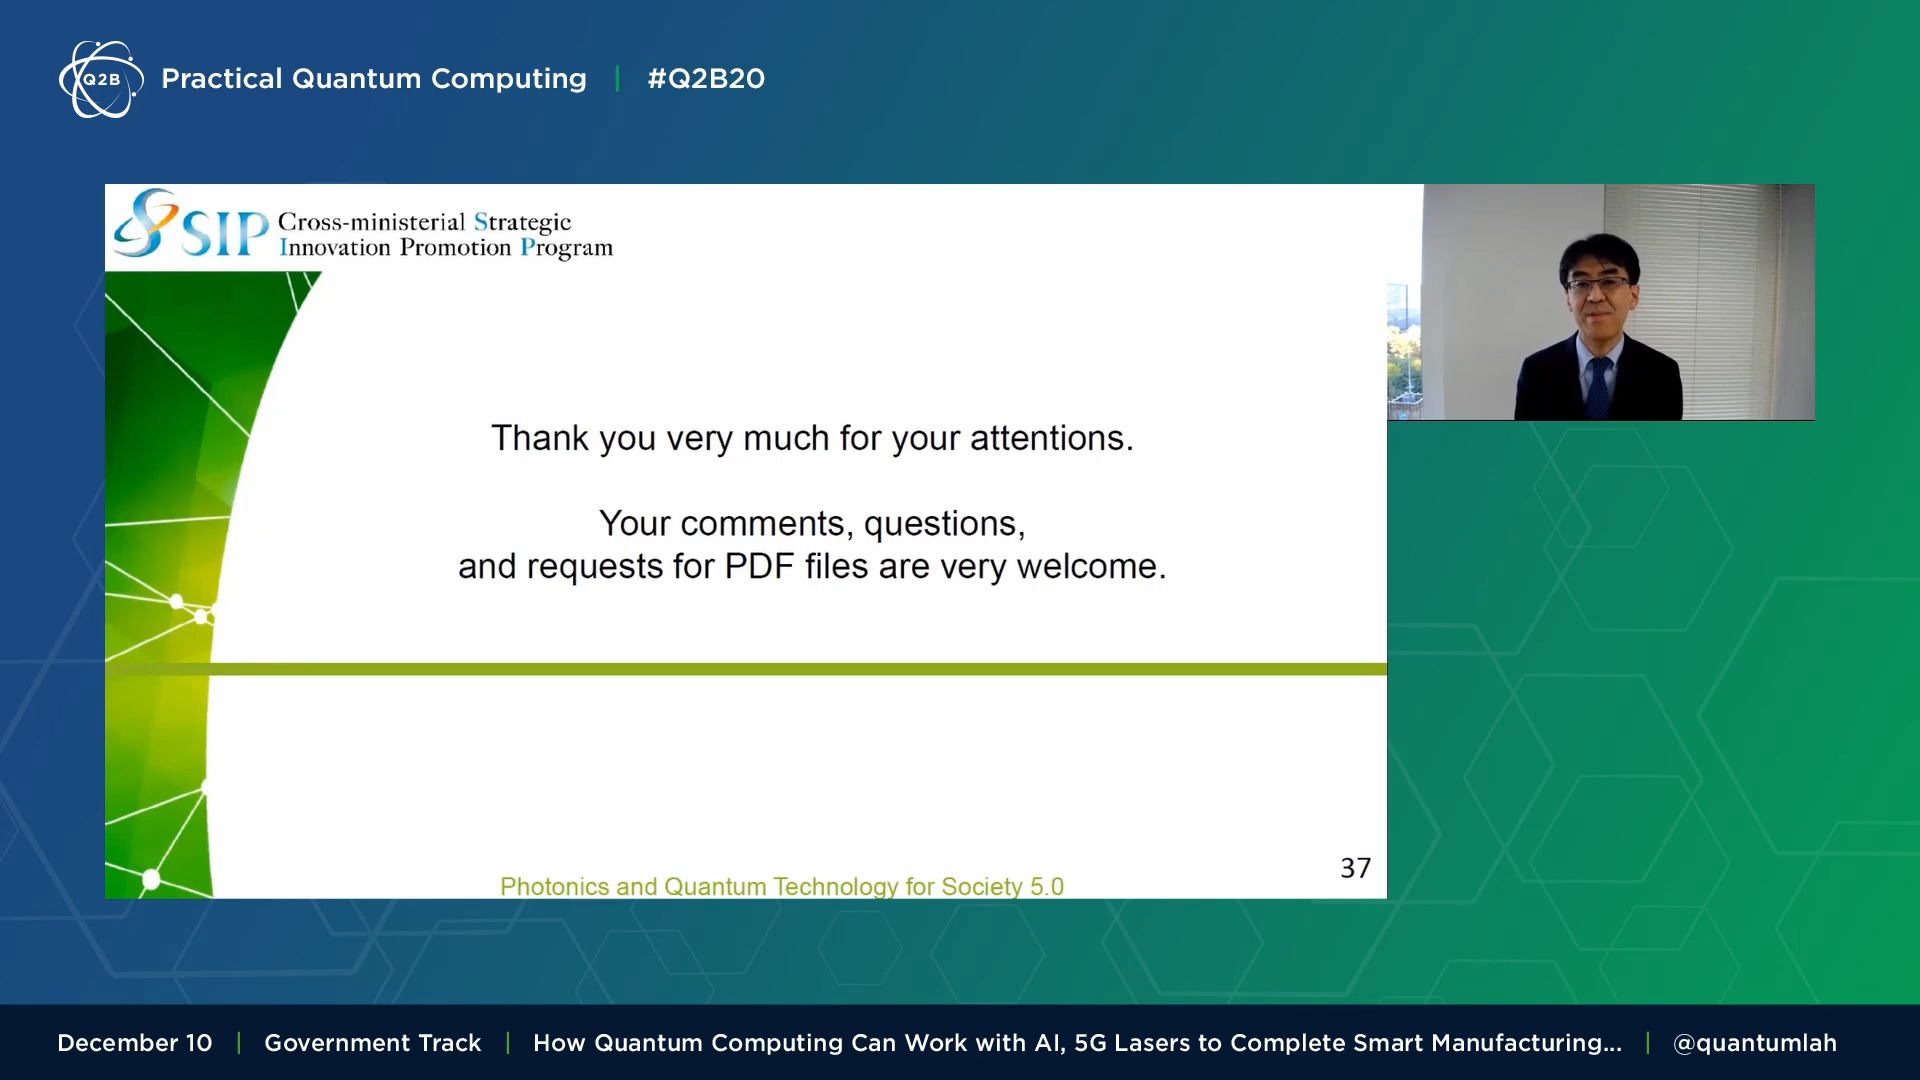 Q2B
Practical Quantum Computing | #Q2B20
SIP Cross-ministerial Strategic
Innovation Promotion Program
Thank you very much for your attentions.
Your comments, questions,
and requests for PDF files are very welcome.
37
Photonics and Quantum Technology for Society 5.0
December 10 | Government Track | How Quantum Computing Can Work with AI, 5G Lasers to Complete Smart Manufacturing... | @quantumlah